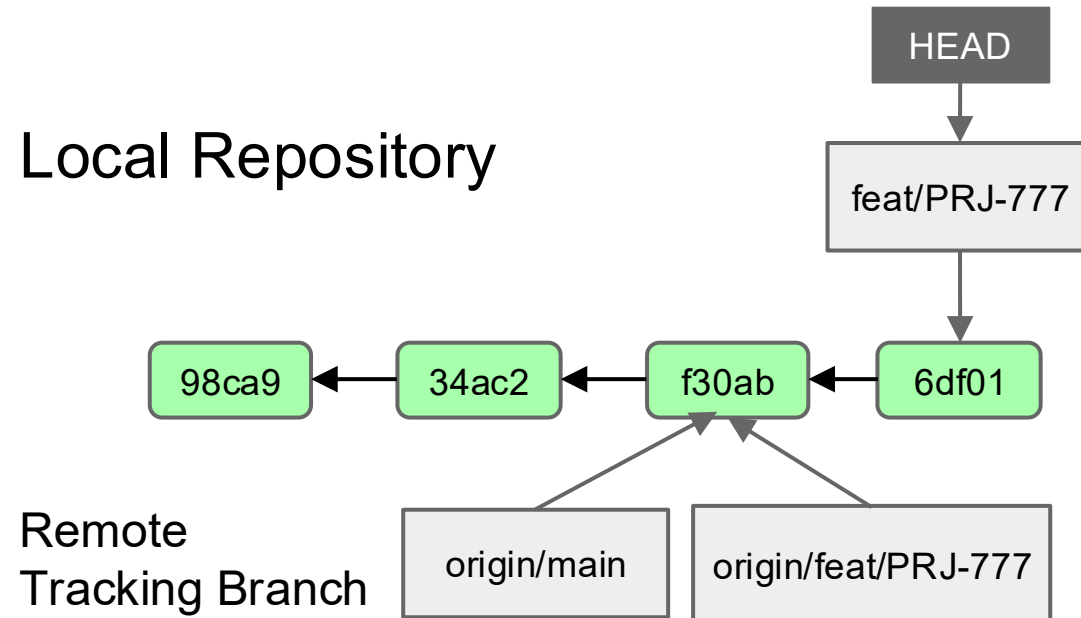 HEAD
Local Repository
feat/PRJ-777
98ca9
34ac2
f30ab
6df01
Remote
Tracking Branch
origin/main
origin/feat/PRJ-777